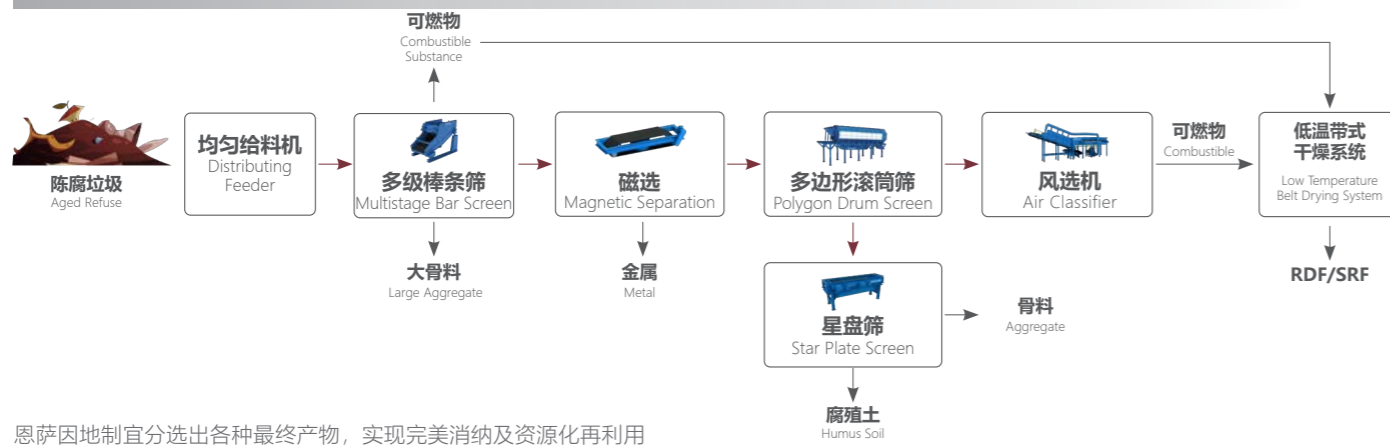 可燃物
Combustible
Substance
陈腐垃圾
Aged Refuse
均匀给料机
Distributing
Feeder
多级棒条筛
Multistage Bar Screen
磁选
Magnetic Separation
多边形滚筒筛
Polygon Drum Screen
风选机
Air Classifier
可燃物
Combustible
低温带式
干燥系统
Low Temperature
Belt Drying System
大骨料
Large Aggregate
金属
Metal
RDF/SRF
星盘筛
Star Plate Screen
骨料
Aggregate
腐殖土
Humus Soil
恩萨因地制宜分选出各种最终产物，实现完美消纳及资源化再利用